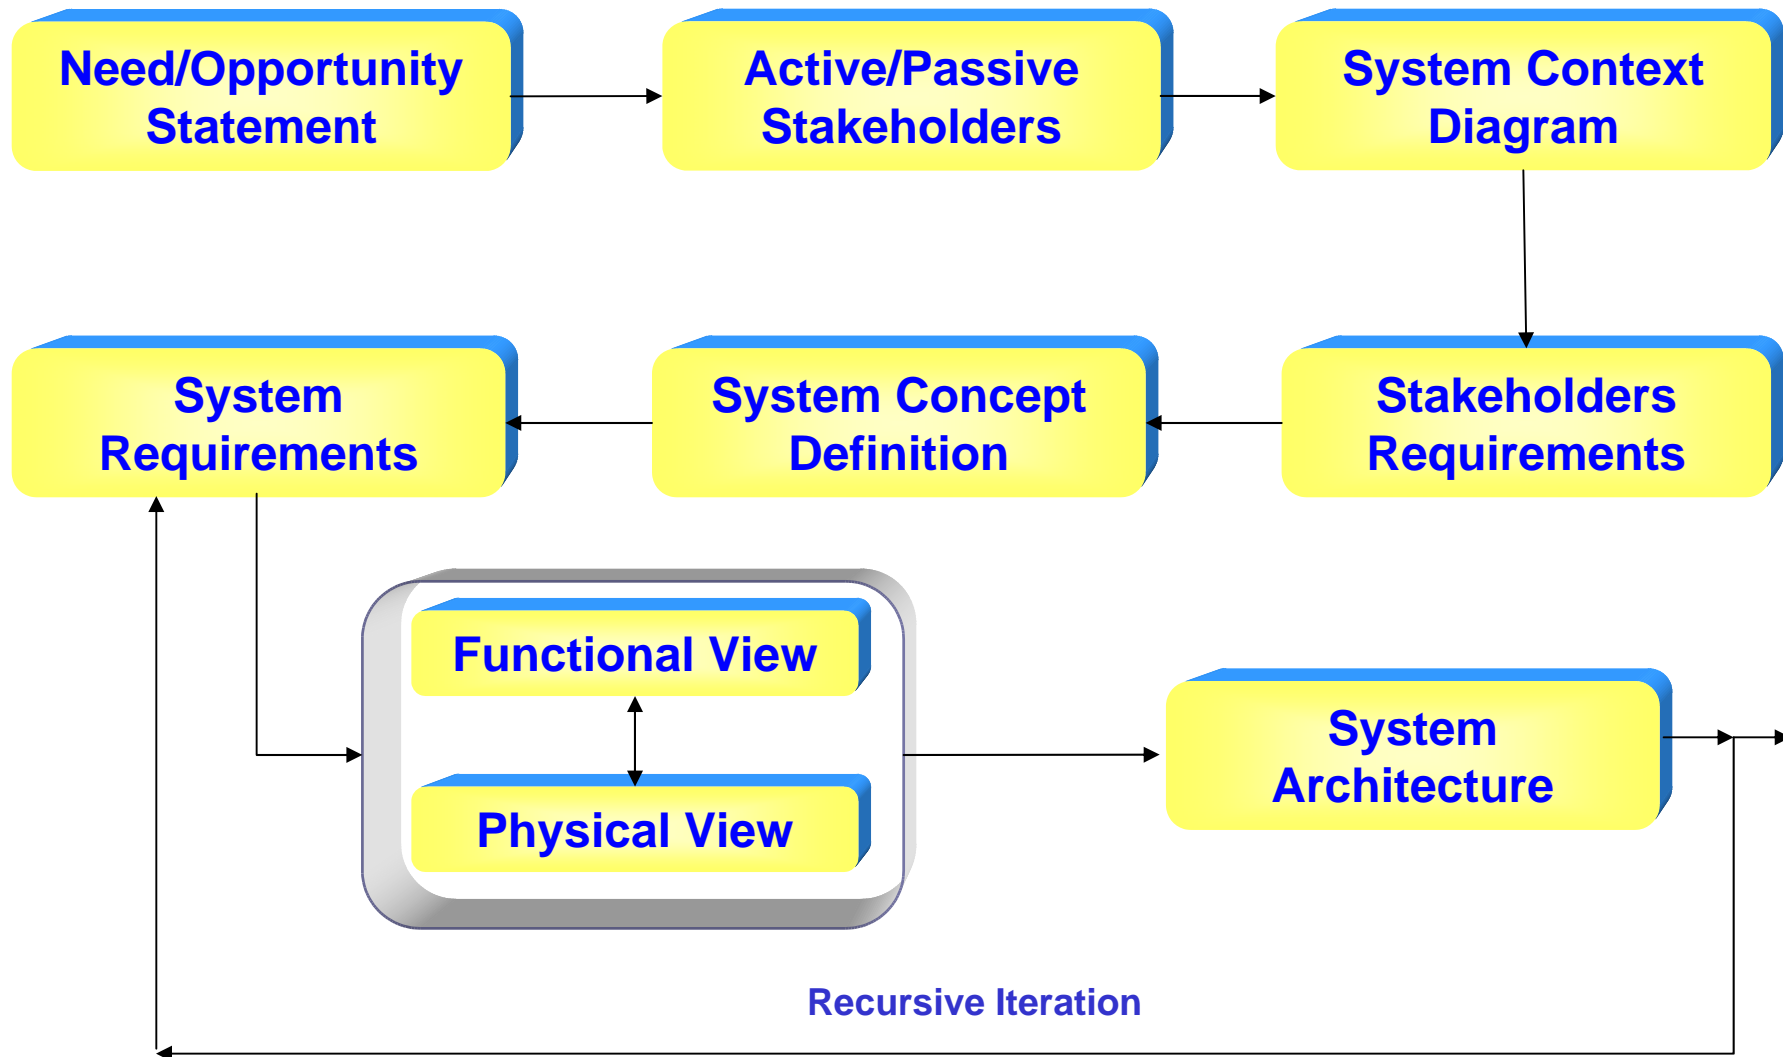 Need/Opportunity
Statement
Active/Passive
Stakeholders
System Context
Diagram
System
Requirements
System Concept
Definition
Stakeholders
Requirements
Functional View
Physical View
System
Architecture
Recursive Iteration